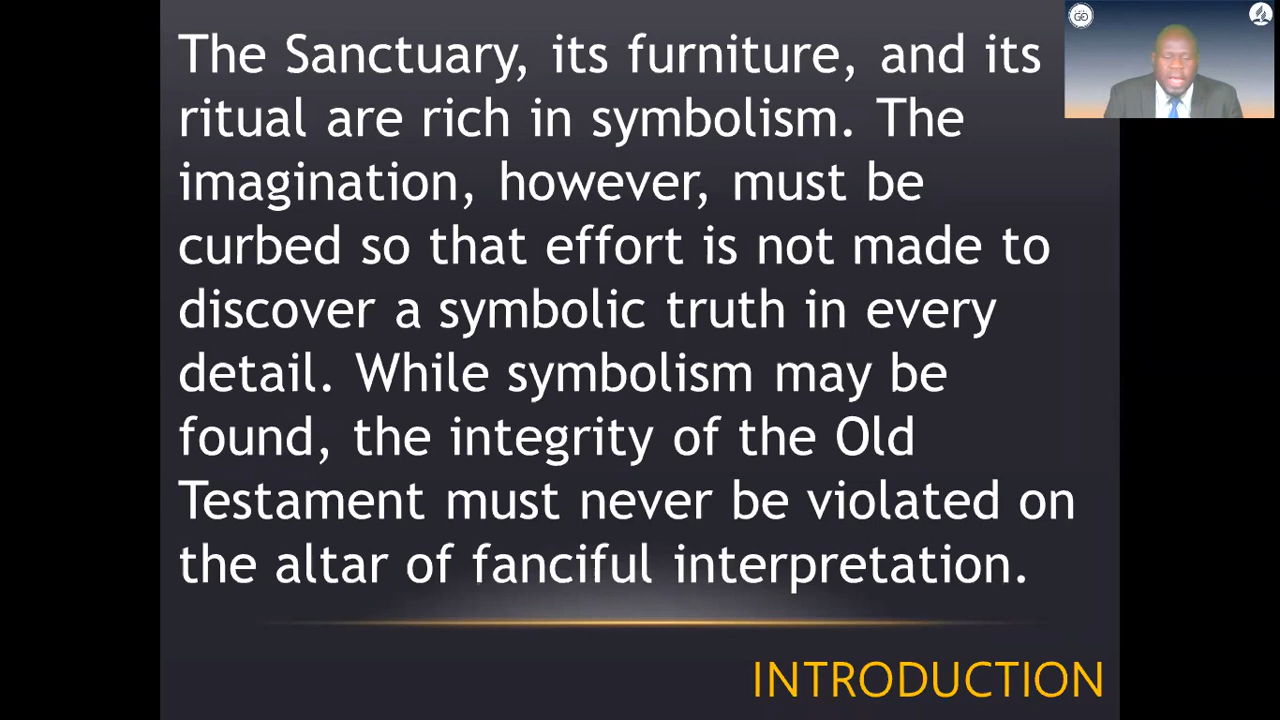 The Sanctuary, its furniture, and its
ritual are rich in symbolism. The
imagination, however, must be
curbed so that effort is not made to
discover a symbolic truth in every
detail. While symbolism may be
found, the integrity of the Old
Testament must never be violated on
the altar of fanciful interpretation.
INTRODUCTION